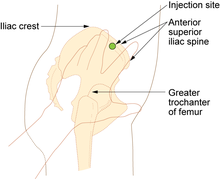 Injection site
Iliac crest
Anterior
superior
iliac spine
Greater
trochanter
of femur